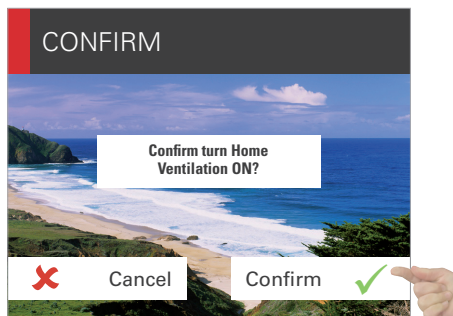 CONFIRM
Confirm turn Home
Ventilation ON?
Cancel
Confirm